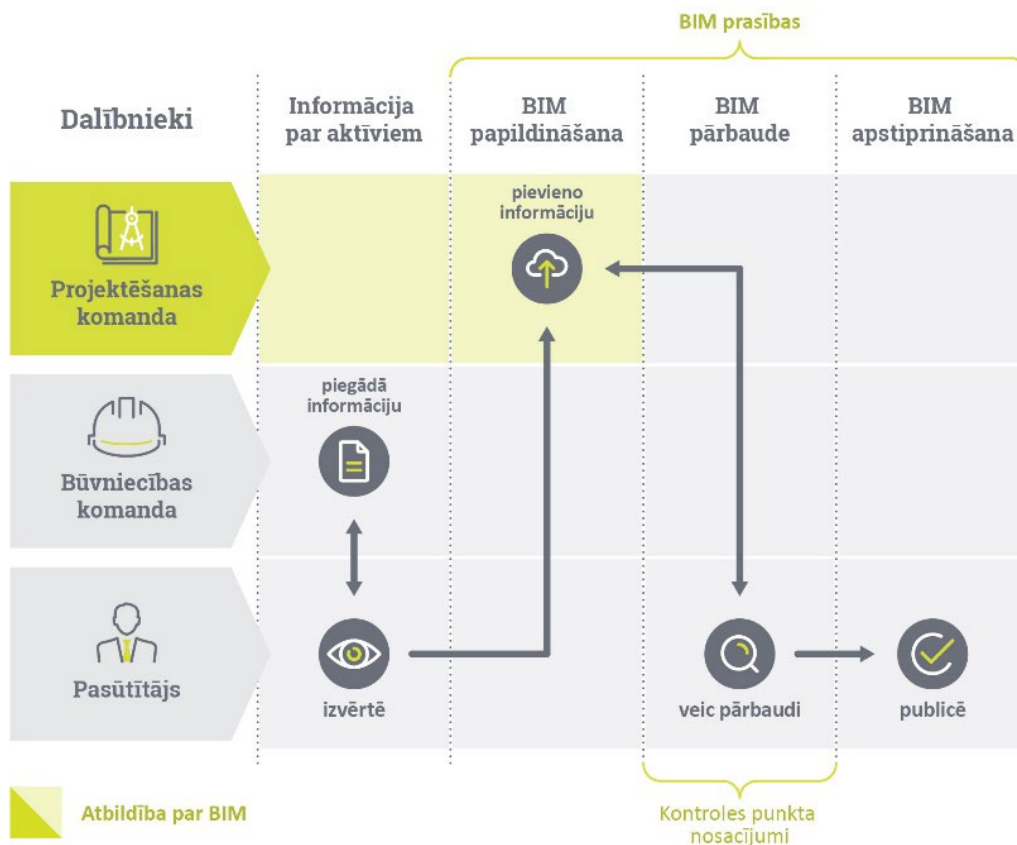 BIM prasības
Dalībnieki
Informācija
par aktīviem
BIM
papildināšana
BIM
pārbaude
BIM
apstiprināšana
Projektēšanas
komanda
pievieno
informāciju
Būvniecības
komanda
piegādā
informāciju
Pasūtītājs
izvērtē
veic pārbaudi
publicē
Atbildība par BIM
Kontroles punkta
nosacījumi